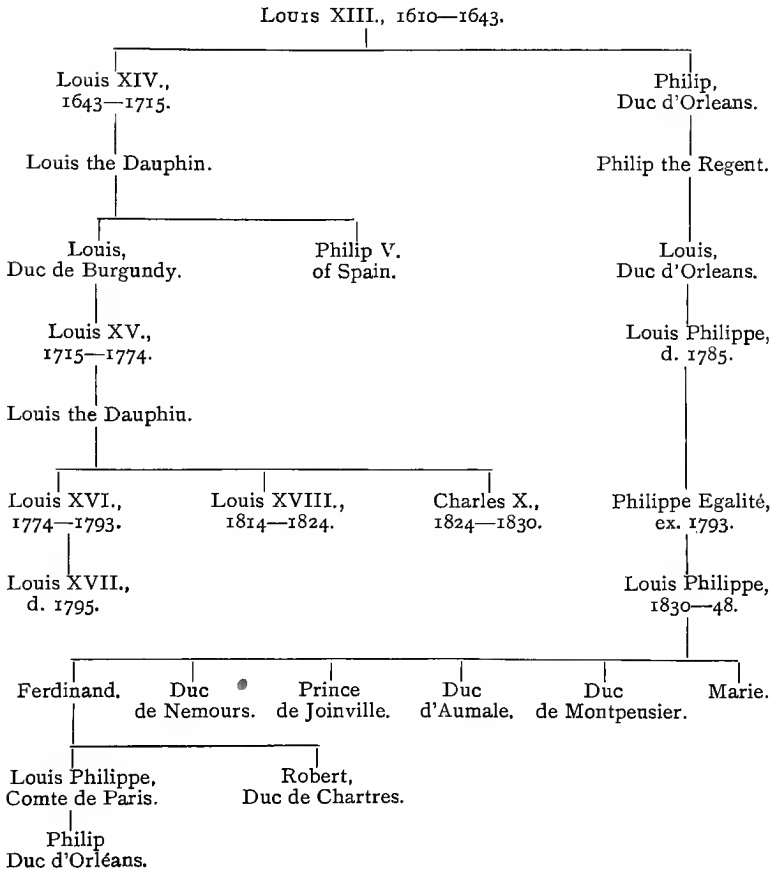 Louis XIII., 1610—1643.
Louis XIV.,
1643—1715.
Philip,
Duc d'Orleans.
Louis the Dauphin.
Philip the Regent.
Louis,
Duc de Burgundy.
Philip V.
of Spain.
Louis,
Duc d'Orleans.
Louis XV.,
1715—1774.
Louis Philippe,
d. 1785.
Louis the Dauphin.
Louis XVI.,
1774—1793.
Louis XVIII.,
1814—1824.
Charles X.,
1824—1830.
Philippe Egalité,
ex. 1793.
Louis XVII.,
d. 1795.
Louis Philippe,
1830—48.
Ferdinand.
Duc
de Nemours.
Prince
de Joinville.
Duc
d'Aumale.
Duc
de Montpensier.
Marie.
Louis Philippe,
Comte de Paris.
Robert,
Duc de Chartres.
Philip
Duc d'Orléans.